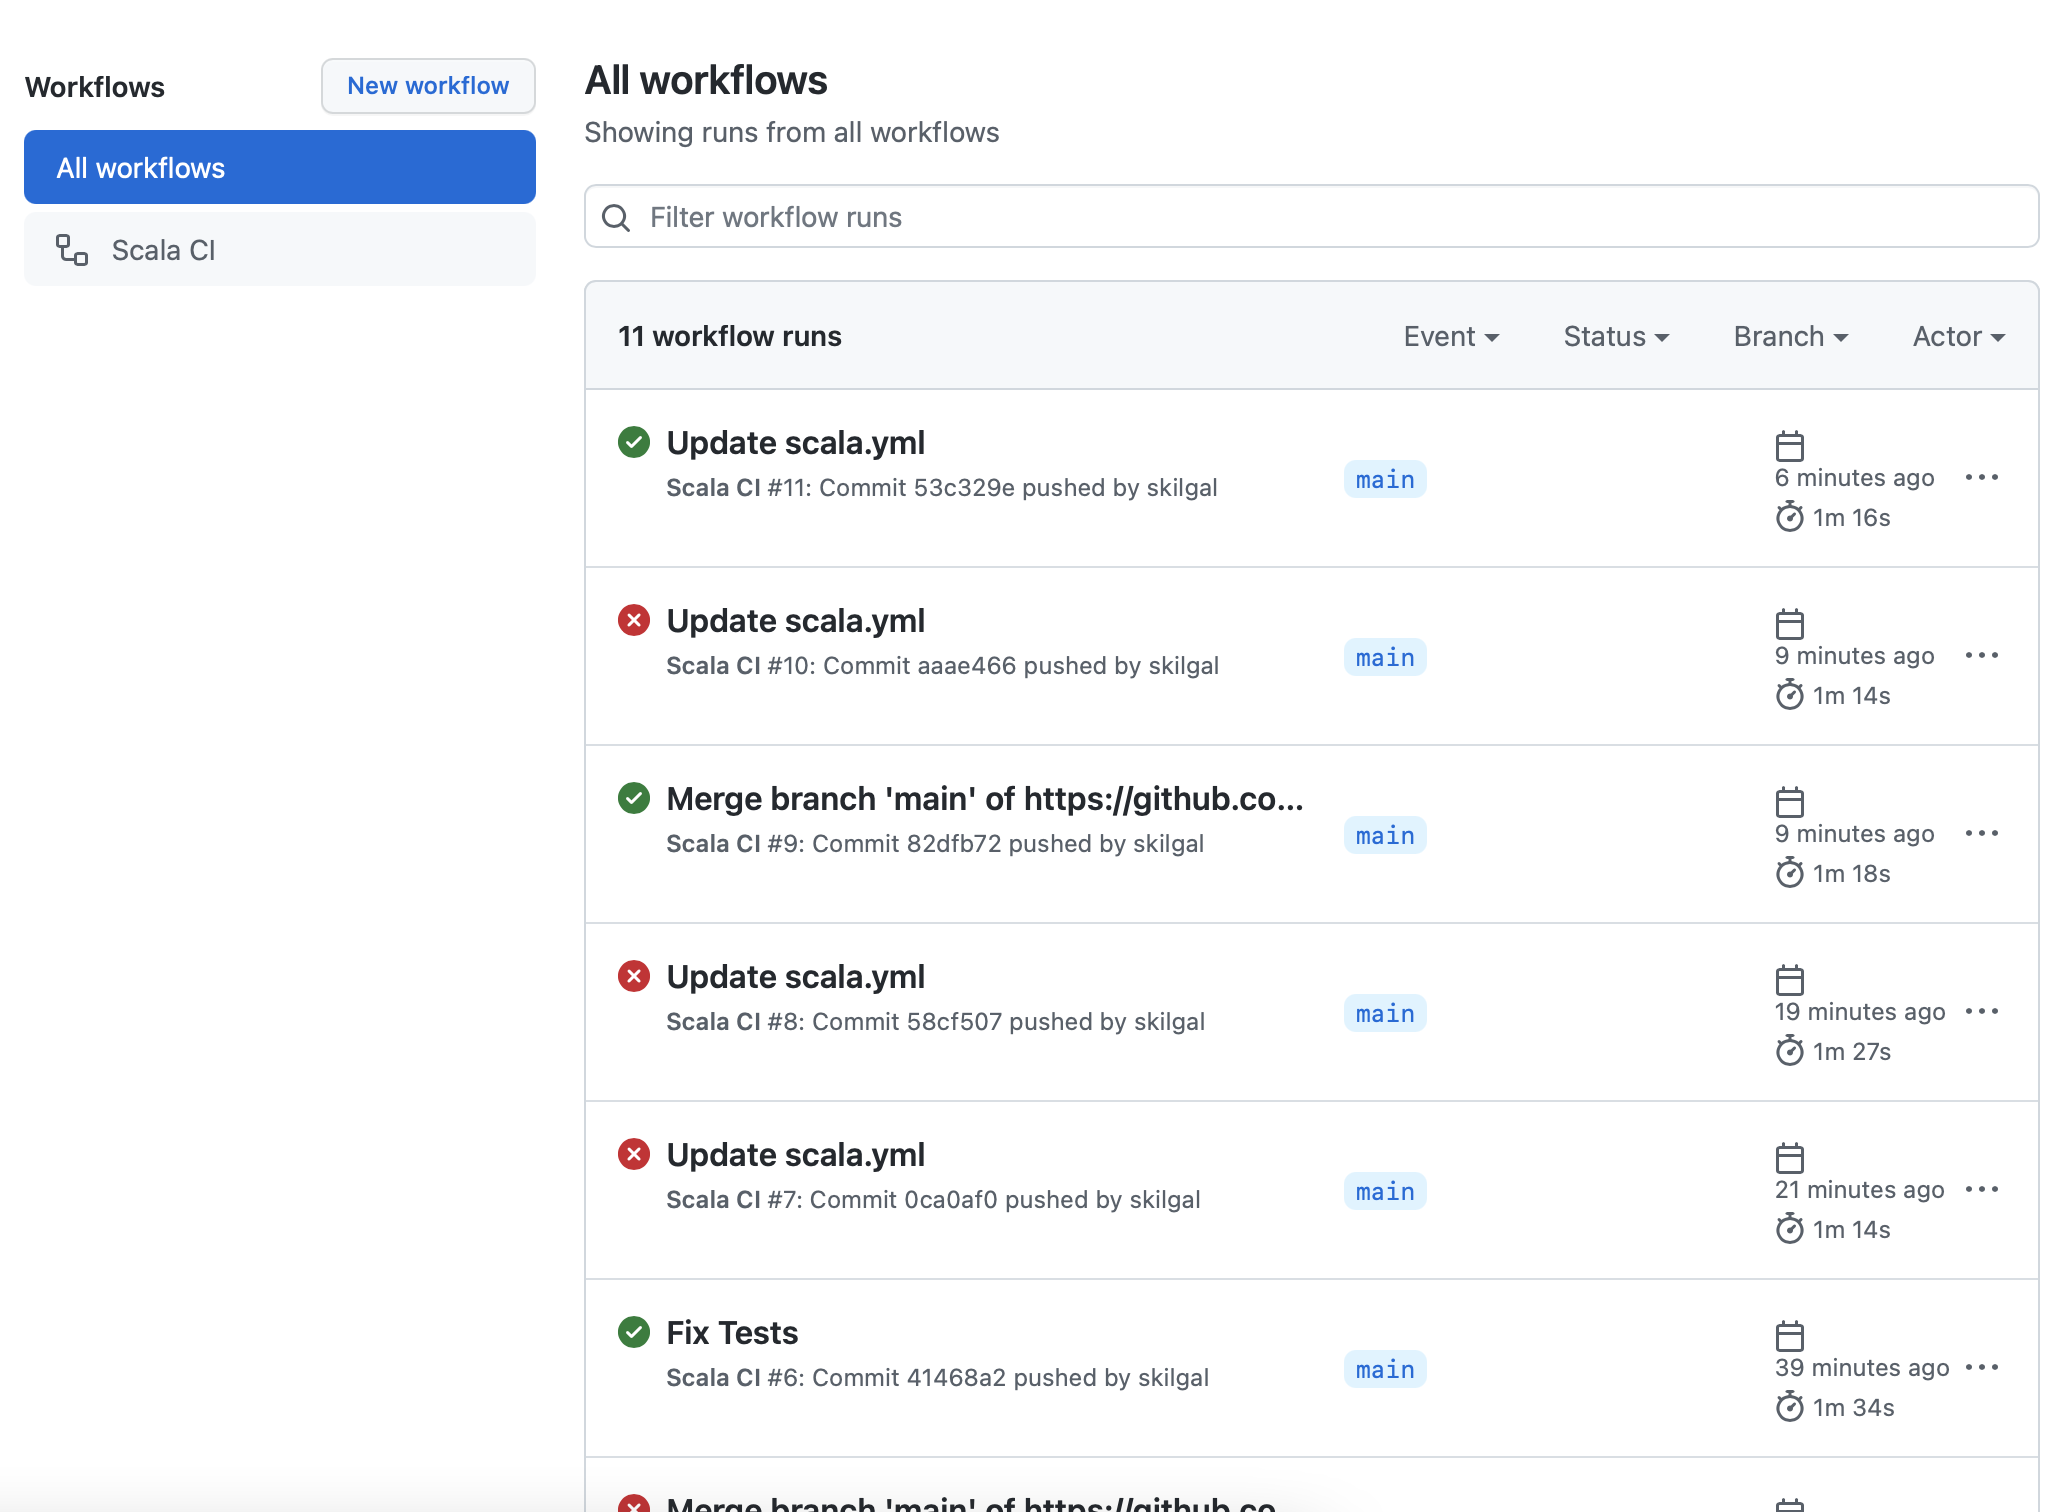 Workflows
New workflow
All workflows
Scala CI
All workflows
Showing runs from all workflows
Filter workflow runs
11 workflow runs
Event
Status
Branch
Actor
Update scala.yml
Scala CI #11: Commit 53c329e pushed by skilgal
main
6 minutes ago
1m 16s
Update scala.yml
Scala CI #10: Commit aaae466 pushed by skilgal
main
9 minutes ago
1m 14s
Merge branch 'main' of https://github.co...
Scala CI #9: Commit 82dfb72 pushed by skilgal
main
9 minutes ago
1m 18s
Update scala.yml
Scala CI #8: Commit 58cf507 pushed by skilgal
main
19 minutes ago
1m 27s
Update scala.yml
Scala CI #7: Commit 0ca0af0 pushed by skilgal
main
21 minutes ago
1m 14s
Fix Tests
Scala CI #6: Commit 41468a2 pushed by skilgal
main
39 minutes ago
1m 34s
Merge branch 'main' of https://github.co...